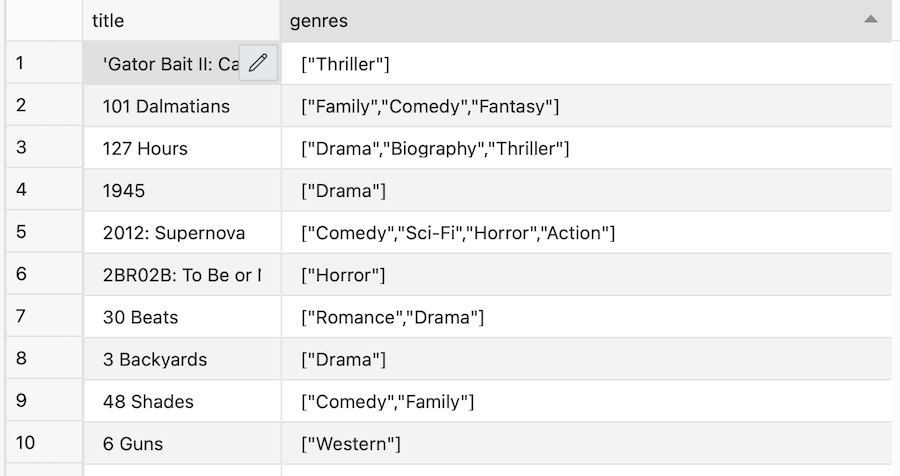 title genres
1 'Gator Bait II: Ca ["Thriller"]
2 101 Dalmatians ["Family","Comedy","Fantasy"]
3 127 Hours ["Drama","Biography","Thriller"]
4 1945 ["Drama"]
5 2012: Supernova ["Comedy","Sci-Fi","Horror","Action"]
6 2BR02B: To Be or ["Horror"]
7 30 Beats ["Romance","Drama"]
8 3 Backyards ["Drama"]
9 48 Shades ["Comedy","Family"]
10 6 Guns ["Western"]